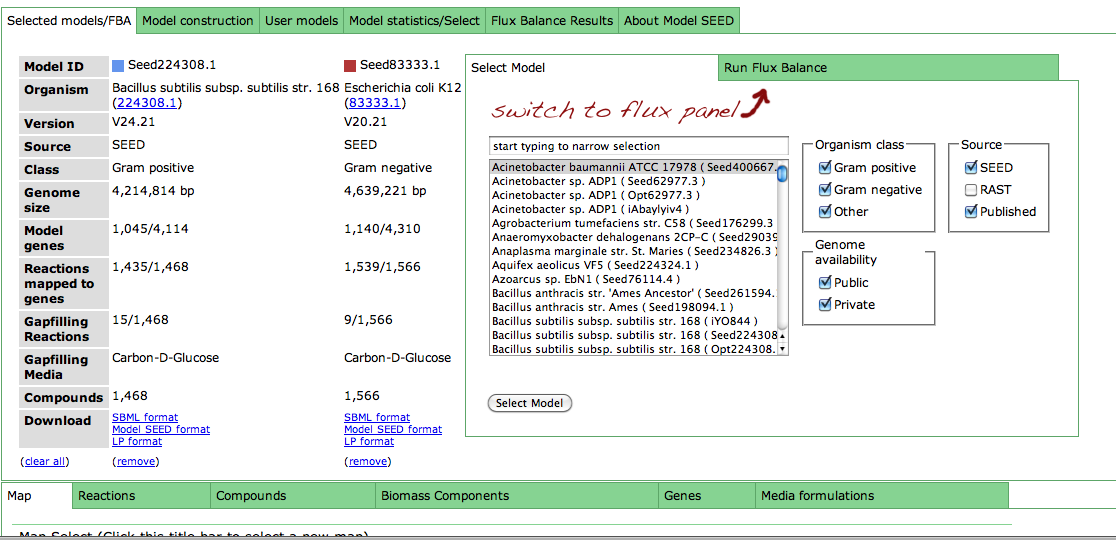 Selected models/FBA Model construction User models Model statistics/Select Flux Balance Results About Model SEED
Model ID Seed224308.1 Seed83333.1
Organism Bacillus subtilis subsp. subtilis str. 168 Escherichia coli K12
(224308.1) (83333.1)
Version V24.21 V20.21
Source SEED SEED
Class Gram positive Gram negative
Genome size 4,214,814 bp 4,639,221 bp
Model genes 1,045/4,114 1,140/4,310
Reactions mapped to genes 1,435/1,468 1,539/1,566
Gapfilling Reactions 15/1,468 9/1,566
Gapfilling Media Carbon-D-Glucose Carbon-D-Glucose
Compounds 1,468 1,566
Download SBML format SBML format
Model SEED format Model SEED format
LP format LP format
(clear all) (remove) (remove)
Select Model Run Flux Balance
switch to flux panel
start typing to narrow selection
Acinetobacter baumannii ATCC 17978 ( Seed400667.
Acinetobacter sp. ADP1 ( Seed62977.3 )
Acinetobacter sp. ADP1 ( Opt62977.3 )
Acinetobacter sp. ADP1 ( iAbaylyiv4 )
Agrobacterium tumefaciens str. C58 ( Seed176299.3
Anaeromyxobacter dehalogenans 2CP-C ( Seed29039
Anaplasma marginale str. St. Maries ( Seed234826.3 )
Aquifex aeolicus VF5 ( Seed224324.1 )
Azoarcus sp. EbN1 ( Seed76114.4 )
Bacillus anthracis str. 'Ames Ancestor' ( Seed261594.
Bacillus anthracis str. Ames ( Seed198094.1 )
Bacillus subtilis subsp. subtilis str. 168 ( iYO844 )
Bacillus subtilis subsp. subtilis str. 168 ( Seed224308
Bacillus subtilis subsp. subtilis str. 168 ( Opt224308.
Select Model
Organism class
Gram positive
Gram negative
Other
Source
SEED
RAST
Published
Genome
availability
Public
Private
Map Reactions Compounds Biomass Components Genes Media formulations
Map Select (Click this title bar to select a new map)